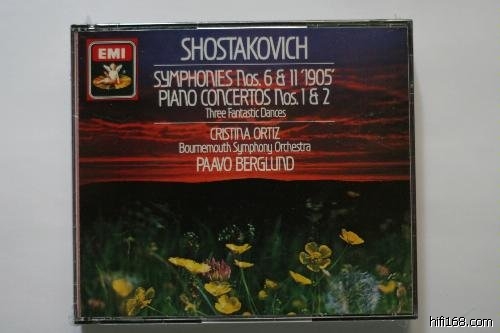 EMI
SHOSTAKOVICH
SYMPHONIES Nos. 6 & 11 '1905'
PIANO CONCERTOS Nos. 1 & 2
Three Fantastic Dances
CRISTINA ORTIZ
Bournemouth Symphony Orchestra
PAAVO BERGLUND
hifi168.com